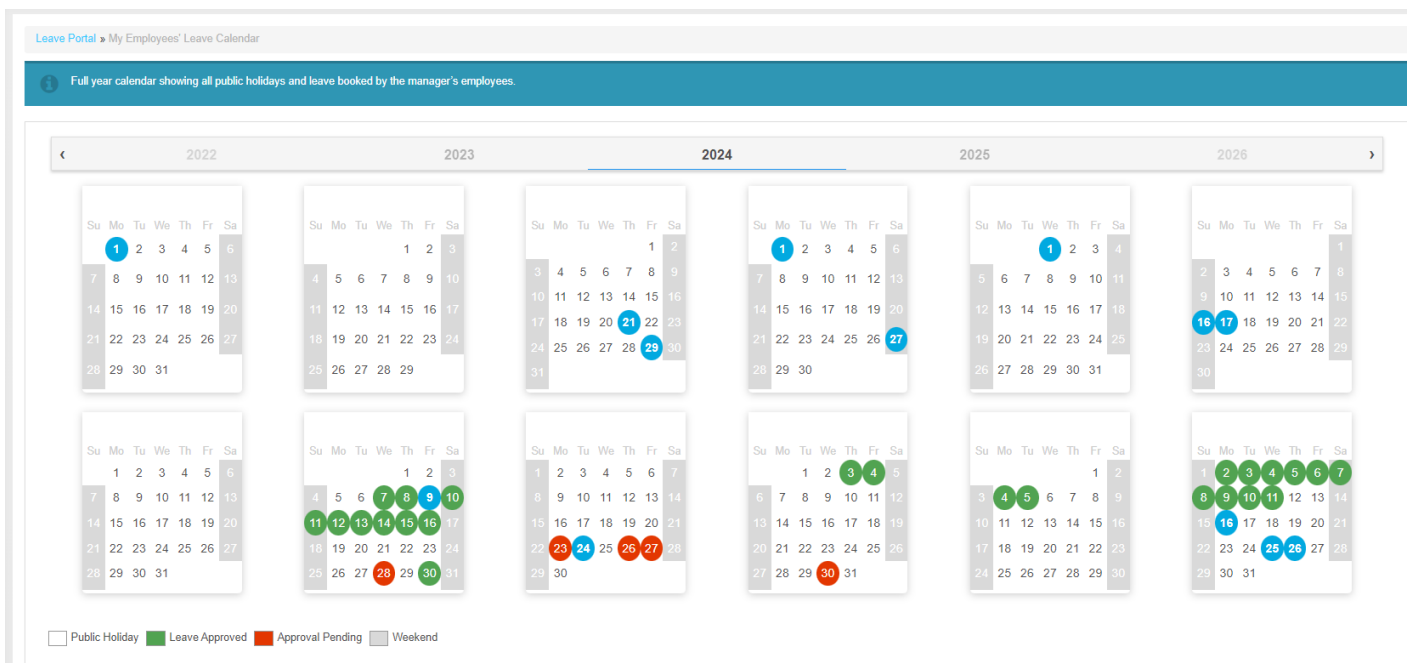 Leave Portal » My Employees' Leave Calendar
Full year calendar showing all public holidays and leave booked by the manager's employees.
‹ 2022 2023 2024 2025 2026 ›
Su Mo Tu We Th Fr Sa
1 2 3 4 5 6
7 8 9 10 11 12 13
14 15 16 17 18 19 20
21 22 23 24 25 26 27
28 29 30 31
Su Mo Tu We Th Fr Sa
1 2 3
4 5 6 7 8 9 10
11 12 13 14 15 16 17
18 19 20 21 22 23 24
25 26 27 28 29
Su Mo Tu We Th Fr Sa
1 2
3 4 5 6 7 8 9
10 11 12 13 14 15 16
17 18 19 20 21 22 23
24 25 26 27 28 29 30
31
Su Mo Tu We Th Fr Sa
1 2 3 4 5 6
7 8 9 10 11 12 13
14 15 16 17 18 19 20
21 22 23 24 25 26 27
28 29 30
Su Mo Tu We Th Fr Sa
1 2 3 4
5 6 7 8 9 10 11
12 13 14 15 16 17 18
19 20 21 22 23 24 25
26 27 28 29 30 31
Su Mo Tu We Th Fr Sa
1
2 3 4 5 6 7 8
9 10 11 12 13 14 15
16 17 18 19 20 21 22
23 24 25 26 27 28 29
30
Su Mo Tu We Th Fr Sa
1 2 3 4 5 6
7 8 9 10 11 12 13
14 15 16 17 18 19 20
21 22 23 24 25 26 27
28 29 30 31
Su Mo Tu We Th Fr Sa
1 2 3
4 5 6 7 8 9 10
11 12 13 14 15 16 17
18 19 20 21 22 23 24
25 26 27 28 29 30 31
Su Mo Tu We Th Fr Sa
1 2 3 4 5 6 7
8 9 10 11 12 13 14
15 16 17 18 19 20 21
22 23 24 25 26 27 28
29 30
Su Mo Tu We Th Fr Sa
1 2 3 4 5
6 7 8 9 10 11 12
13 14 15 16 17 18 19
20 21 22 23 24 25 26
27 28 29 30 31
Su Mo Tu We Th Fr Sa
1 2
3 4 5 6 7 8 9
10 11 12 13 14 15 16
17 18 19 20 21 22 23
24 25 26 27 28 29 30
Su Mo Tu We Th Fr Sa
1 2 3 4 5 6 7
8 9 10 11 12 13 14
15 16 17 18 19 20 21
22 23 24 25 26 27 28
29 30 31
Public Holiday Leave Approved Approval Pending Weekend